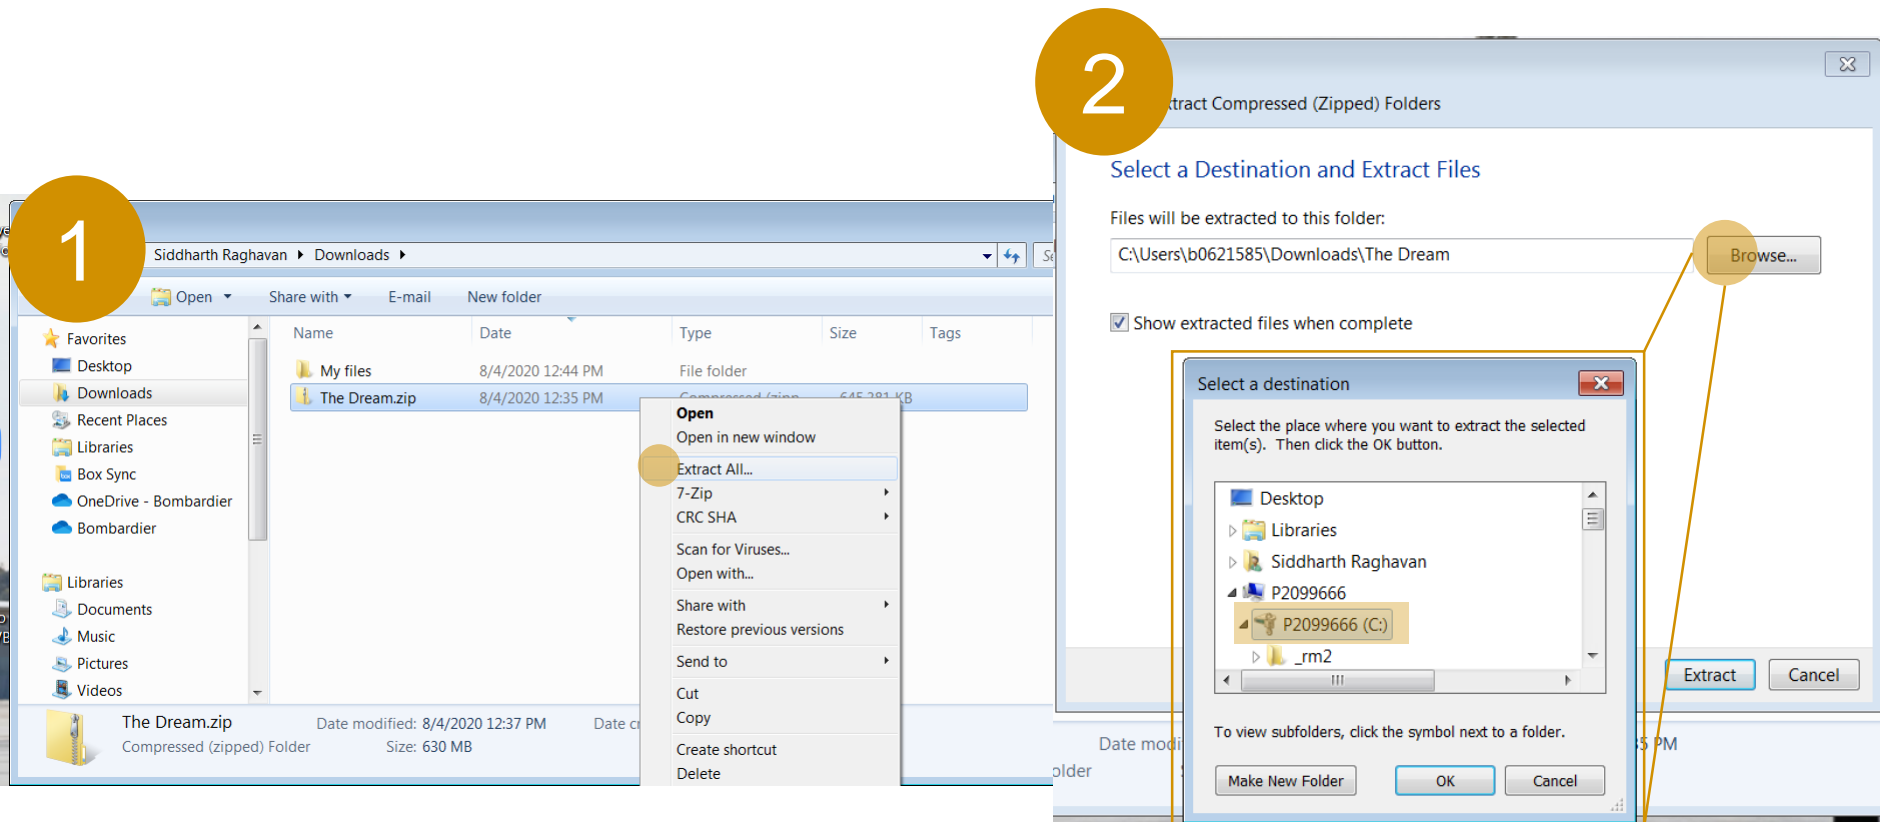 1
Siddharth Raghavan Downloads
Open Share with E-mail New folder
Favorites
Desktop
Downloads
Recent Places
Libraries
Box Sync
OneDrive - Bombardier
Bombardier
Libraries
Documents
Music
Pictures
Videos
Name Date Type Size Tags
My files 8/4/2020 12:44 PM File folder
The Dream.zip 8/4/2020 12:35 PM Compressed (zipp... 645,281 KB
Open
Open in new window
Extract All...
7-Zip
CRC SHA
Scan for Viruses...
Open with...
Share with
Restore previous versions
Send to
Cut
Copy
Create shortcut
Delete
The Dream.zip Date modified: 8/4/2020 12:37 PM
Compressed (zipped) Folder Size: 630 MB
2
Compressed (Zipped) Folders
Select a Destination and Extract Files
Files will be extracted to this folder:
C:\Users\b0621585\Downloads\The Dream
Browse...
Show extracted files when complete
Select a destination
Select the place where you want to extract the selected
item(s). Then click the OK button.
Desktop
Libraries
Siddharth Raghavan
P2099666
P2099666 (C:)
_rm2
To view subfolders, click the symbol next to a folder.
Make New Folder OK Cancel
Extract Cancel
Date PM